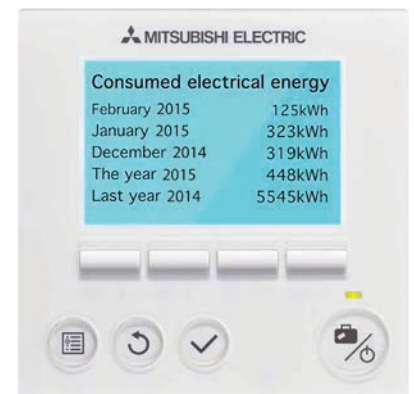 MITSUBISHI ELECTRIC
Consumed electrical energy
February 2015 125kWh
January 2015 323kWh
December 2014 319kWh
The year 2015 448kWh
Last year 2014 5545kWh